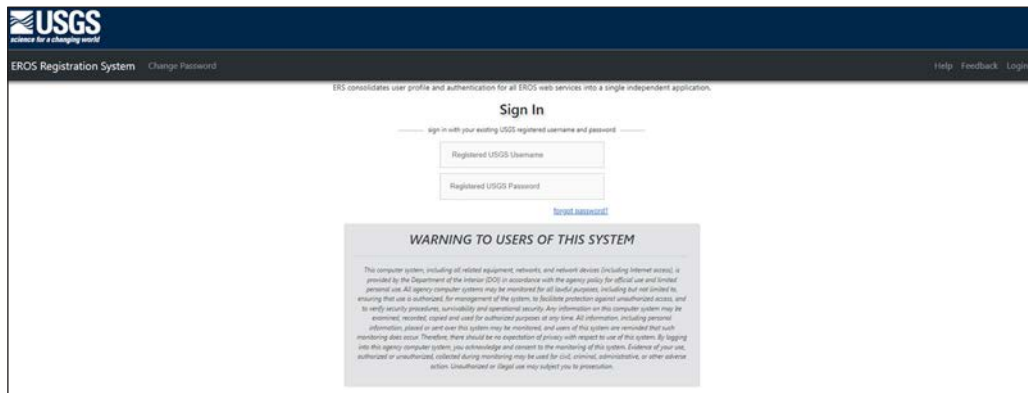 USGS
science for a changing world
EROS Registration System Change Password Help Feedback Login
ERS consolidates user profile and authentication for all EROS web services into a single independent application.
Sign In
sign in with your existing USGS registered username and password
Registered USGS Username
Registered USGS Password
forgot password?
WARNING TO USERS OF THIS SYSTEM
This computer system, including all related equipment, networks, and network devices (including Internet access), is
provided by the Department of the Interior (DOI) in accordance with the agency policy for official use and limited
personal use. All agency computer systems may be monitored for all lawful purposes, including but not limited to,
ensuring that use is authorized, for management of the system, to facilitate protection against unauthorized access, and
to verify security procedures, survivability and operational security. Any information on this computer system may be
examined, recorded, copied and used for authorized purposes at any time. All information, including personal
information, placed or sent over this system may be monitored, and users of this system are reminded that such
monitoring does occur. Therefore, there should be no expectation of privacy with respect to use of this system. By logging
into this agency computer system, you acknowledge and consent to the monitoring of this system. Evidence of your use,
authorized or unauthorized, collected during monitoring may be used for civil, criminal, administrative, or other adverse
action. Unauthorized or illegal use may subject you to prosecution.